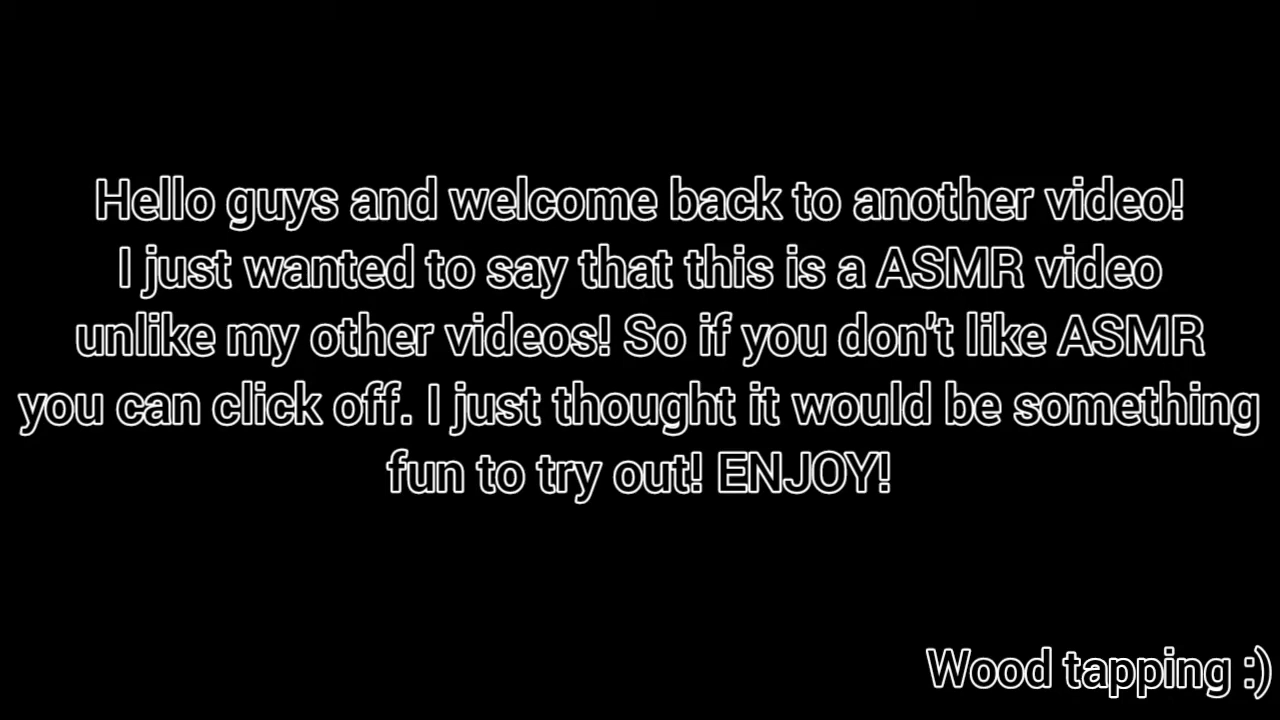 Hello guys and welcome back to another video!
I just wanted to say that this is a ASMR video
unlike my other videos! So if you don't like ASMR
you can click off. I just thought it would be something
fun to try out! ENJOY!
Wood tapping :)